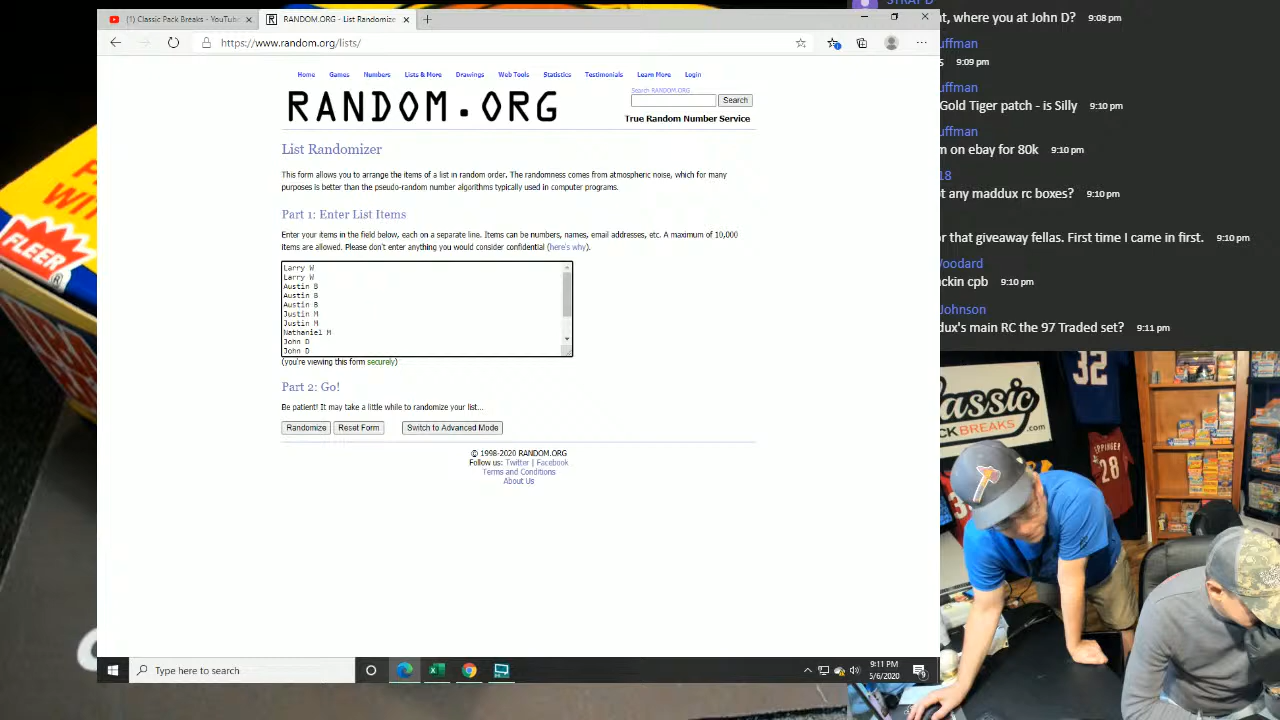 (1) Classic Pack Breaks - YouTub
RANDOM.ORG - List Randomize
https://www.random.org/lists/
Home Games Numbers Lists & More Drawings Web Tools Statistics Testimonials Learn More Login
RANDOM.ORG
Search RANDOM.ORG
Search
True Random Number Service
List Randomizer
This form allows you to arrange the items of a list in random order. The randomness comes from atmospheric noise, which for many
purposes is better than the pseudo-random number algorithms typically used in computer programs.
Part 1: Enter List Items
Enter your items in the field below, each on a separate line. Items can be numbers, names, email addresses, etc. A maximum of 10,000
items are allowed. Please don't enter anything you would consider confidential (here's why).
Larry W
Larry W
Austin B
Austin B
Austin B
Justin M
Justin M
Nathaniel M
John D
John D
(you're viewing this form securely)
Part 2: Go!
Be patient! It may take a little while to randomize your list...
Randomize Reset Form Switch to Advanced Mode
© 1998-2020 RANDOM.ORG
Follow us: Twitter | Facebook
Terms and Conditions
About Us
Type here to search
9:11 PM
5/6/2020
STRAP D
t, where you at John D? 9:08 pm
uffman
s 9:09 pm
uffman
Gold Tiger patch - is Silly 9:10 pm
uffman
m on ebay for 80k 9:10 pm
18
t any maddux rc boxes? 9:10 pm
or that giveaway fellas. First time I came in first. 9:10 pm
Woodard
ckin cpb 9:10 pm
Johnson
dux's main RC the 97 Traded set? 9:11 pm
FLEER
WIT
lassic
CK BREAKS
.com
32
28